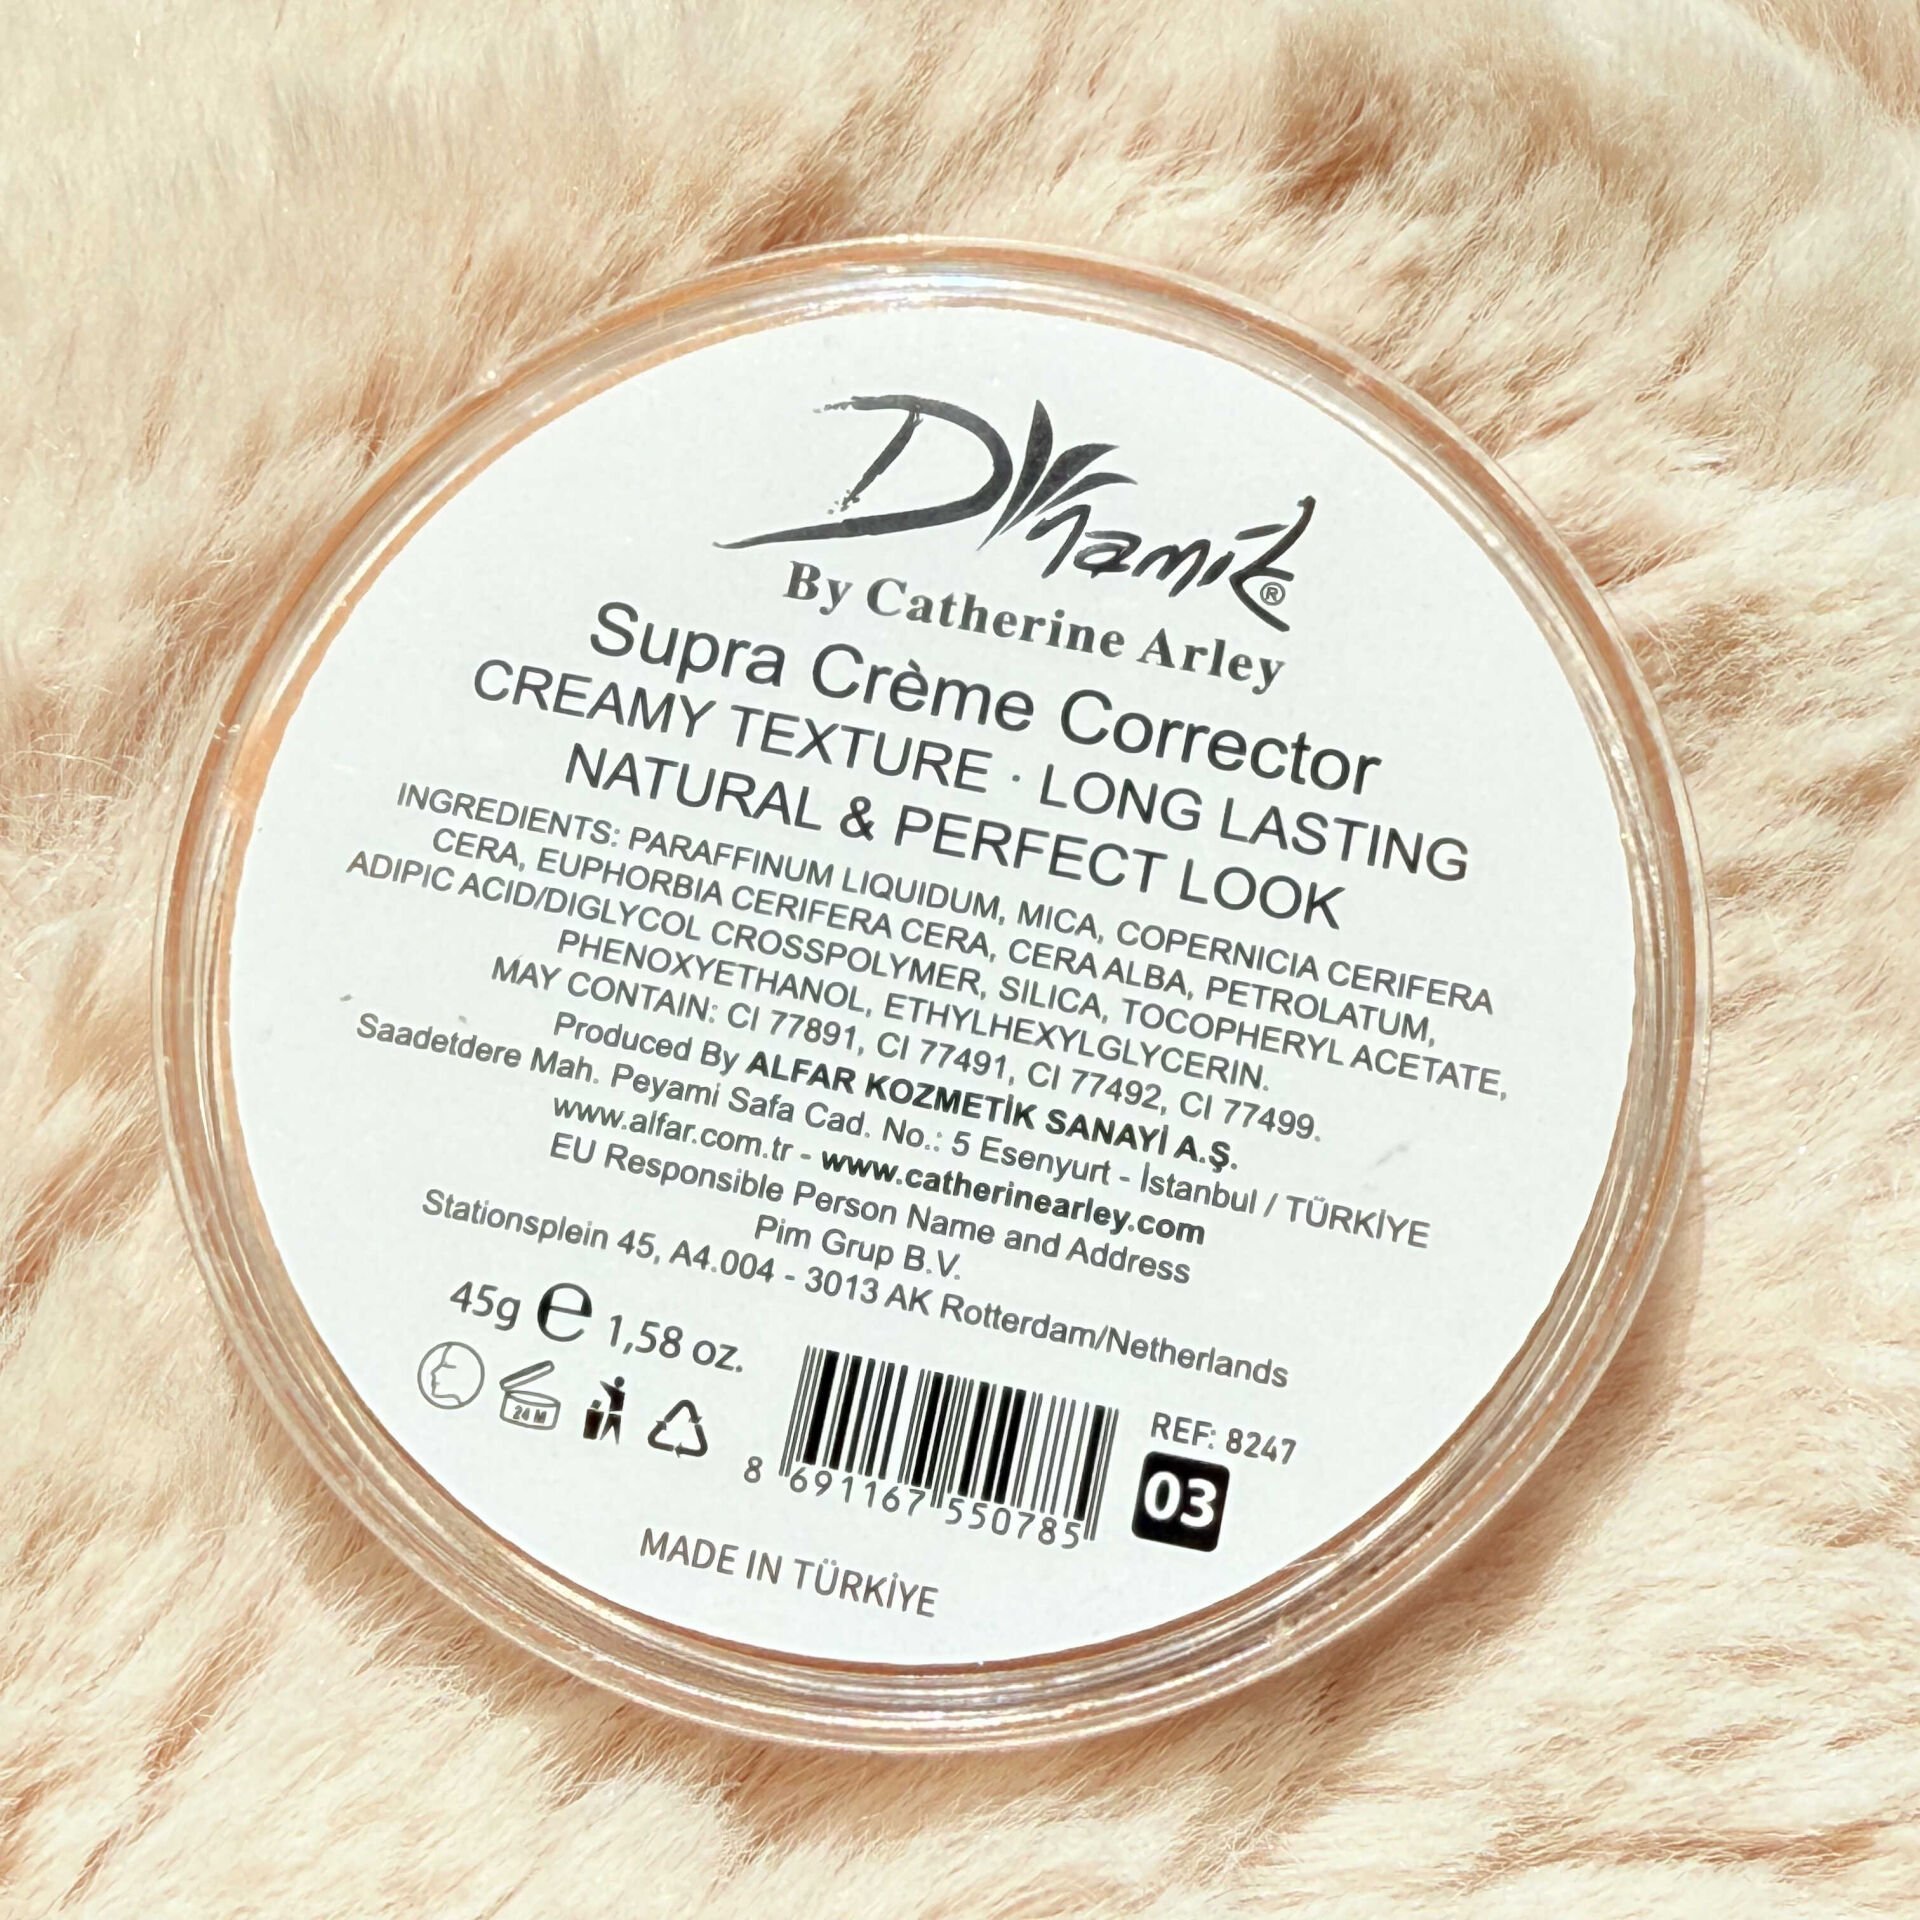 Dynamit®
By Catherine Arley
Supra Crème Corrector
CREAMY TEXTURE · LONG LASTING
NATURAL & PERFECT LOOK
INGREDIENTS: PARAFFINUM LIQUIDUM, MICA, COPERNICIA CERIFERA
CERA, EUPHORBIA CERIFERA CERA, CERA ALBA, PETROLATUM,
ADIPIC ACID/DIGLYCOL CROSSPOLYMER, SILICA, TOCOPHERYL ACETATE,
PHENOXYETHANOL, ETHYLHEXYLGLYCERIN.
MAY CONTAIN: CI 77891, CI 77491, CI 77492, CI 77499.
Produced By ALFAR KOZMETİK SANAYİ A.Ş.
Saadetdere Mah. Peyami Safa Cad. No.: 5 Esenyurt - İstanbul / TÜRKİYE
www.alfar.com.tr - www.catherinearley.com
EU Responsible Person Name and Address
Pim Grup B.V.
Stationsplein 45, A4.004 - 3013 AK Rotterdam/Netherlands
45g e 1,58 oz.
24 M
8 691167 550785
REF: 8247
03
MADE IN TÜRKİYE